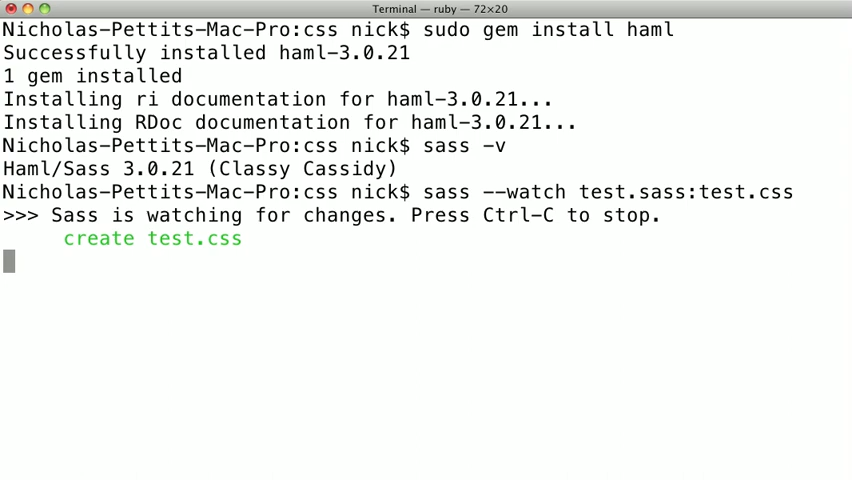 Terminal — ruby — 72×20
Nicholas-Pettits-Mac-Pro:css nick$ sudo gem install haml
Successfully installed haml-3.0.21
1 gem installed
Installing ri documentation for haml-3.0.21...
Installing RDoc documentation for haml-3.0.21...
Nicholas-Pettits-Mac-Pro:css nick$ sass -v
Haml/Sass 3.0.21 (Classy Cassidy)
Nicholas-Pettits-Mac-Pro:css nick$ sass --watch test.sass:test.css
>>> Sass is watching for changes. Press Ctrl-C to stop.
create test.css